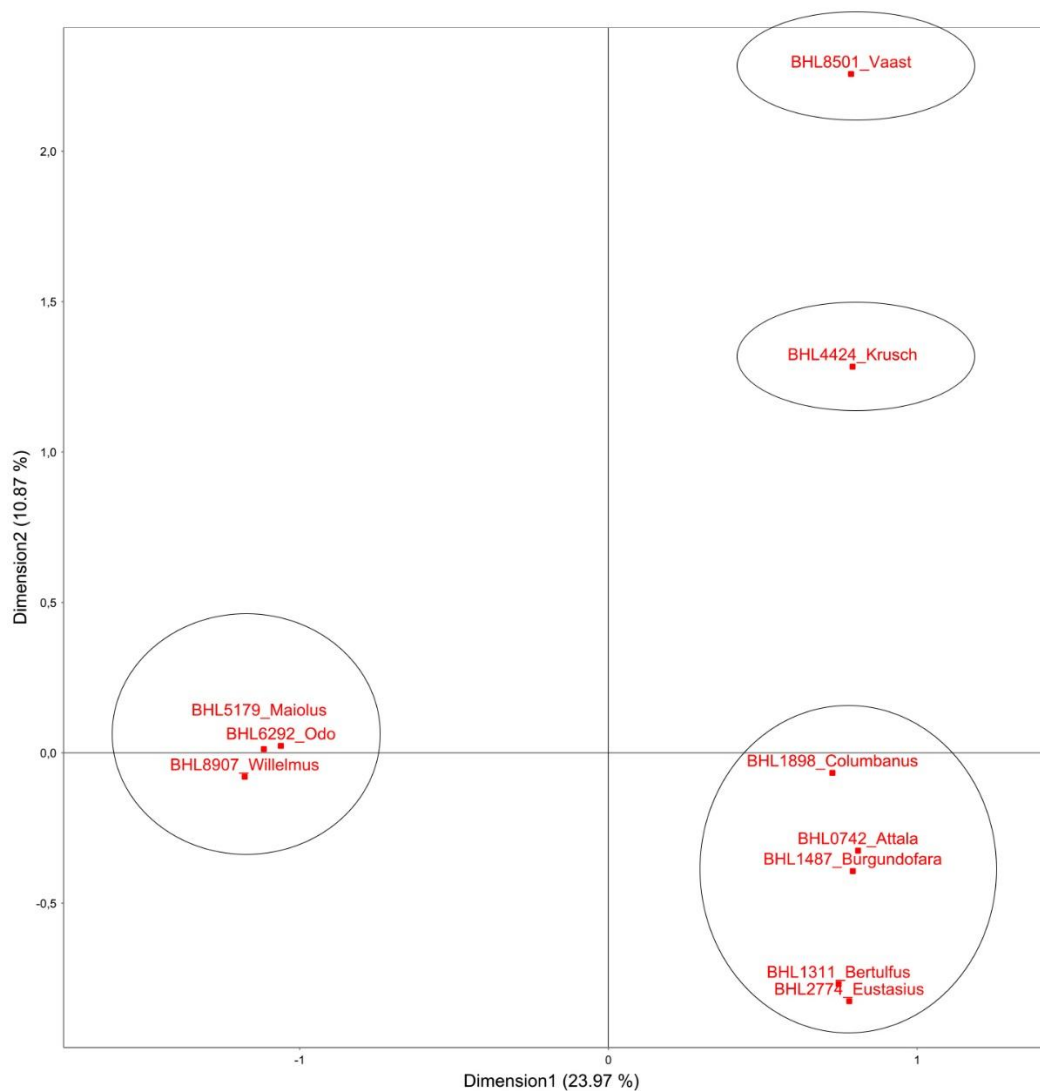 BHL8501_Vaast
2,0
1,5
BHL4424_Krusch
1,0
Dimension2 (10.87 %)
0,5
BHL5179_Maiolus
BHL6292_Odo
0,0
BHL8907_Willelmus
BHL1898_Columbanus
BHL0742_Attala
BHL1487_Burgundofara
-0,5
BHL1311_Bertulfus
BHL2774_Eustasius
-1
0
1
Dimension1 (23.97 %)